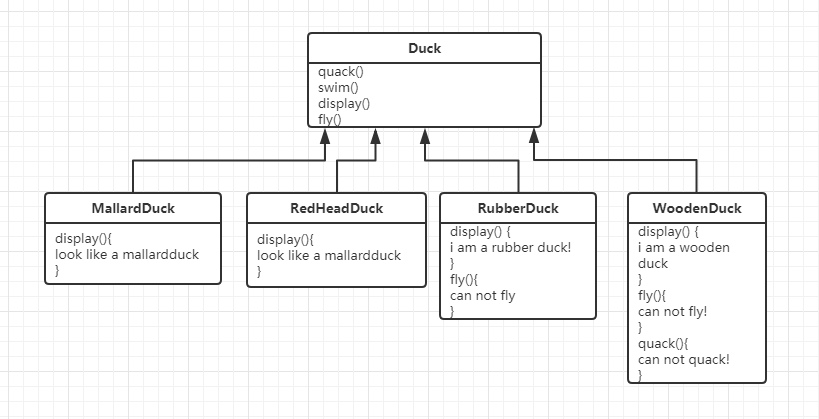 Duck
quack()
swim()
display()
fly()
MallardDuck
display(){
look like a mallardduck
}
RedHeadDuck
display(){
look like a mallardduck
}
RubberDuck
display() {
i am a rubber duck!
}
fly(){
can not fly
}
WoodenDuck
display() {
i am a wooden
duck
}
fly(){
can not fly!
}
quack(){
can not quack!
}